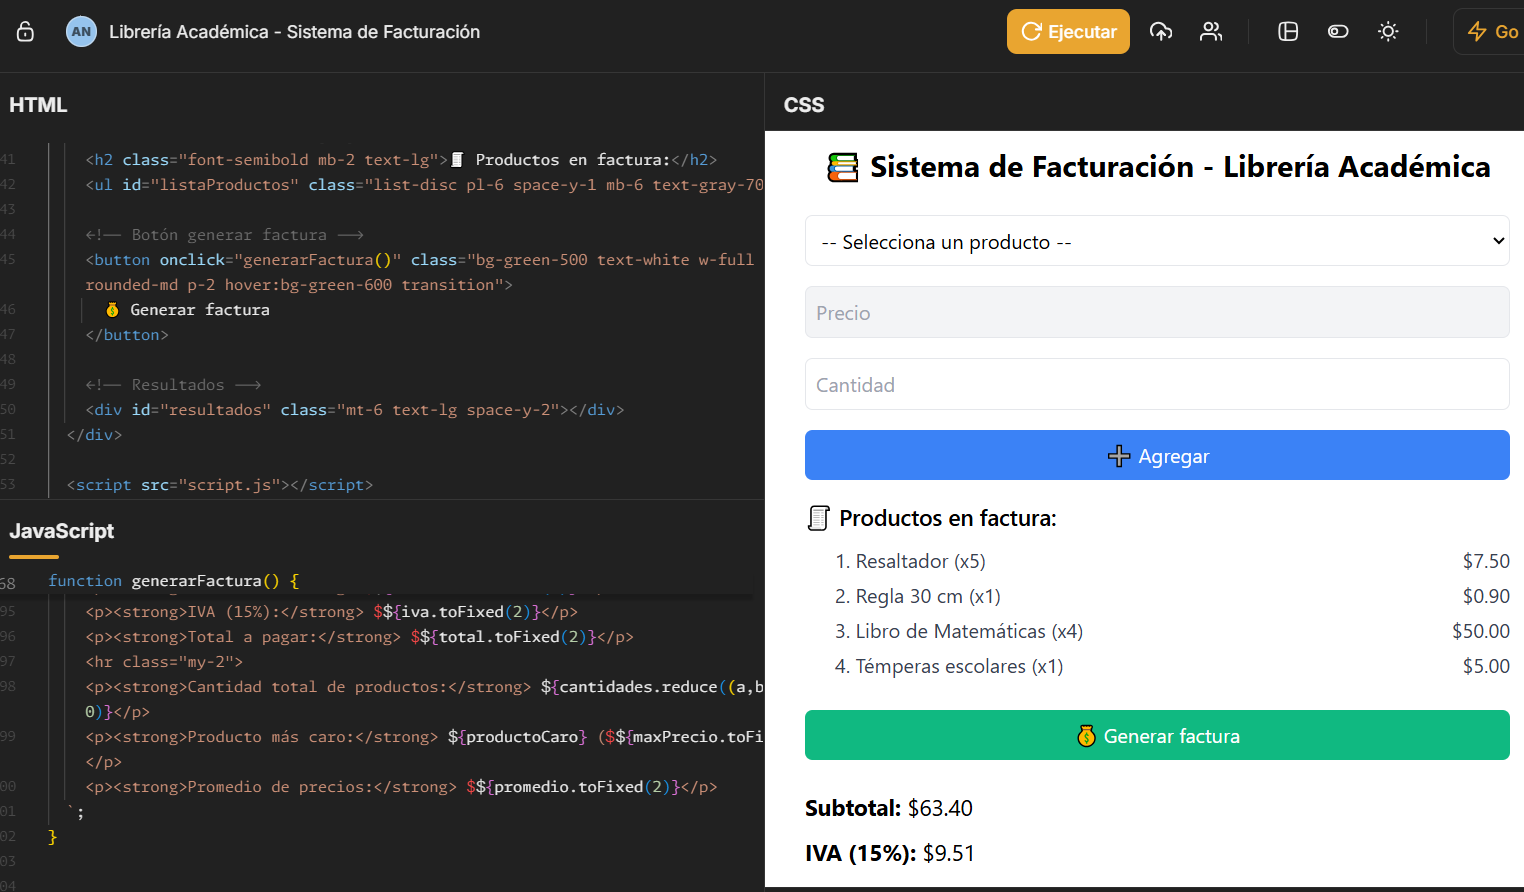 AN Librería Académica - Sistema de Facturación
Ejecutar
Go
HTML
41 <h2 class="font-semibold mb-2 text-lg">🧾 Productos en factura:</h2>
42 <ul id="listaProductos" class="list-disc pl-6 space-y-1 mb-6 text-gray-70
43
44 <!-- Botón generar factura -->
45 <button onclick="generarFactura()" class="bg-green-500 text-white w-full
rounded-md p-2 hover:bg-green-600 transition">
46 💰 Generar factura
47 </button>
48
49 <!-- Resultados -->
50 <div id="resultados" class="mt-6 text-lg space-y-2"></div>
51 </div>
52
53 <script src="script.js"></script>
JavaScript
68 function generarFactura() {
95 <p><strong>IVA (15%):</strong> $${iva.toFixed(2)}</p>
96 <p><strong>Total a pagar:</strong> $${total.toFixed(2)}</p>
97 <hr class="my-2">
98 <p><strong>Cantidad total de productos:</strong> ${cantidades.reduce((a,b
0)}</p>
99 <p><strong>Producto más caro:</strong> ${productoCaro} ($${maxPrecio.toFi
</p>
00 <p><strong>Promedio de precios:</strong> $${promedio.toFixed(2)}</p>
01 `;
02 }
03
04
CSS
📚 Sistema de Facturación - Librería Académica
-- Selecciona un producto --
Precio
Cantidad
➕ Agregar
🧾 Productos en factura:
1. Resaltador (x5) $7.50
2. Regla 30 cm (x1) $0.90
3. Libro de Matemáticas (x4) $50.00
4. Témperas escolares (x1) $5.00
💰 Generar factura
Subtotal: $63.40
IVA (15%): $9.51